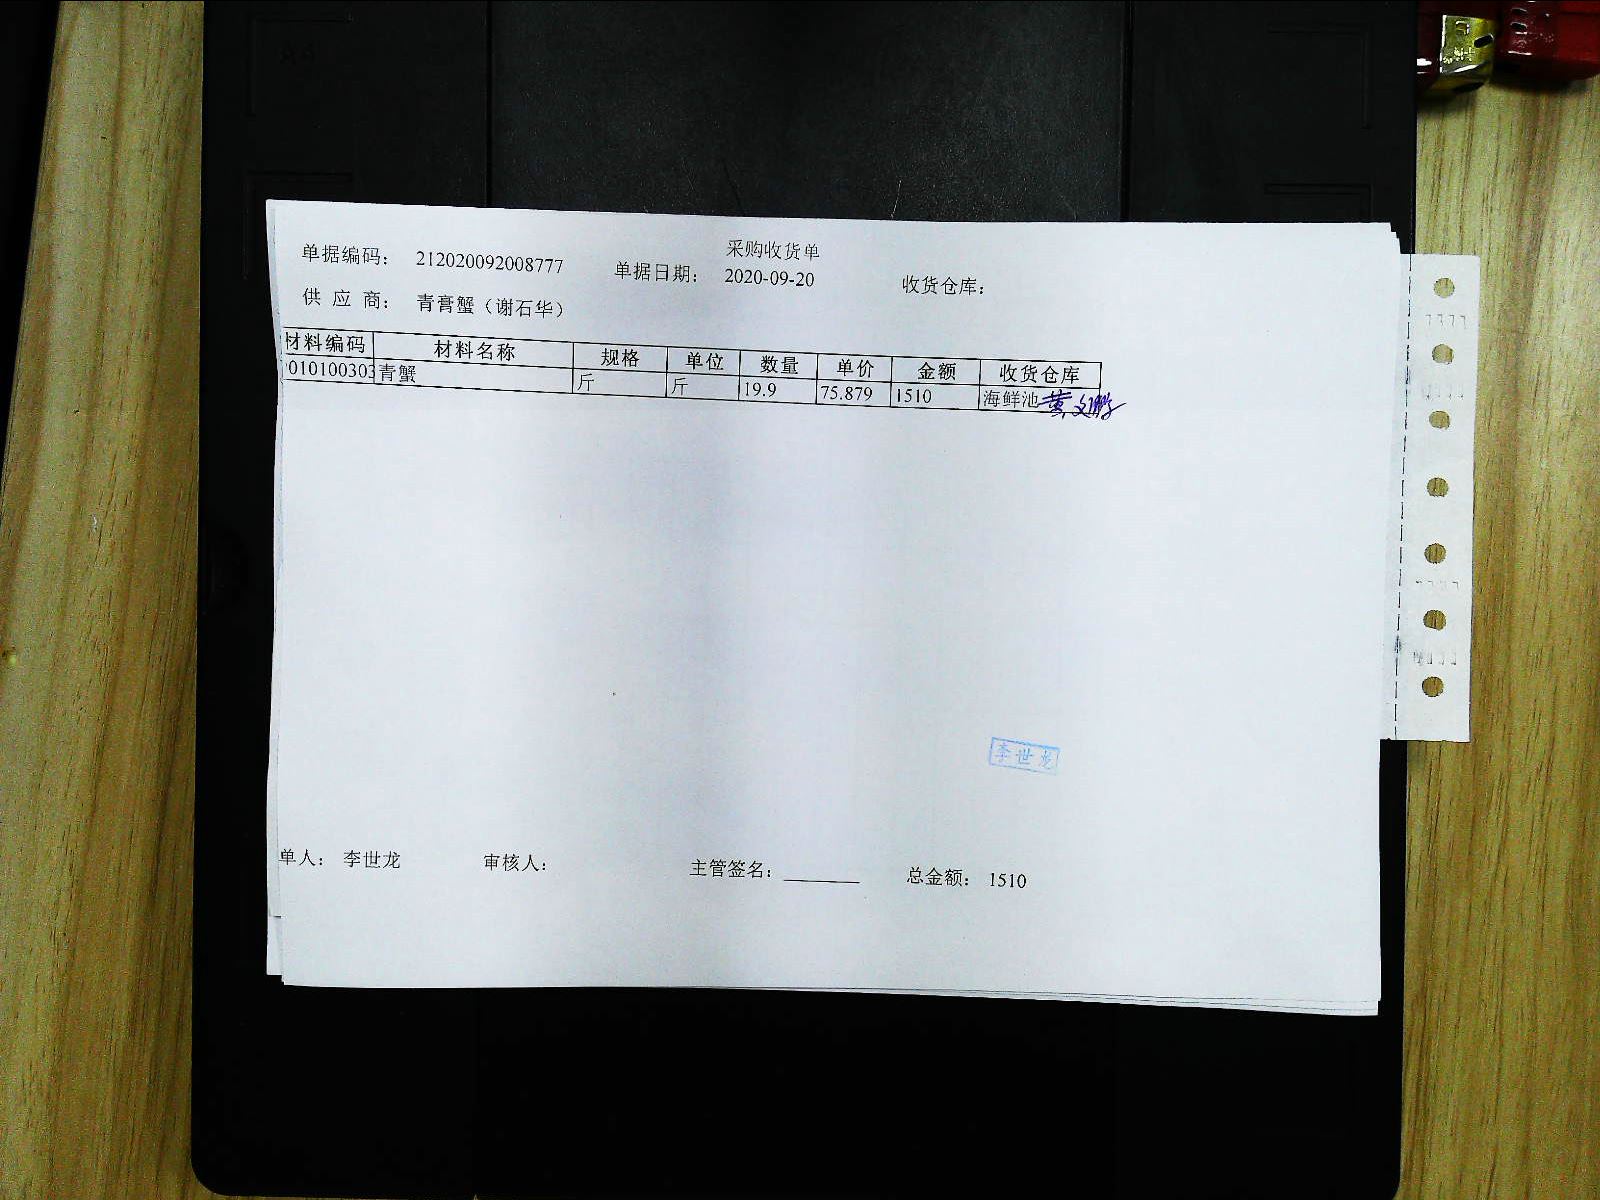 采购收货单
单据编码： 212020092008777 单据日期： 2020-09-20 收货仓库：
供 应 商： 青膏蟹（谢石华）
材料编码 材料名称 规格 单位 数量 单价 金额 收货仓库
010100303 青蟹 斤 斤 19.9 75.879 1510 海鲜池 黄文鹏
李世龙
单人： 李世龙 审核人： 主管签名： 总金额： 1510